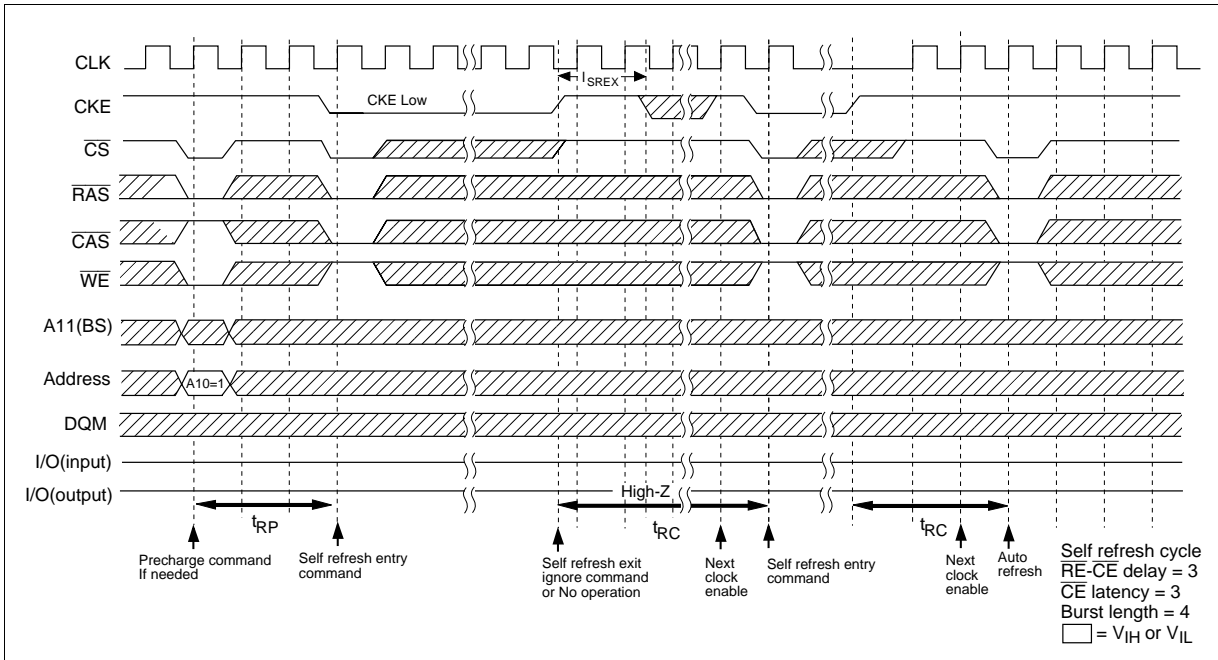 CLK
l SREX
CKE
CKE Low
CS
RAS
CAS
WE
A11(BS)
Address
A10=1
DQM
I/O(input)
I/O(output)
High-Z
tRP
tRC
tRC
Precharge command
If needed
Self refresh entry
command
Self refresh exit
ignore command
or No operation
Next
clock
enable
Self refresh entry
command
Next
clock
enable
Auto
refresh
Self refresh cycle
RE-CE delay = 3
CE latency = 3
Burst length = 4
= VIH or VIL